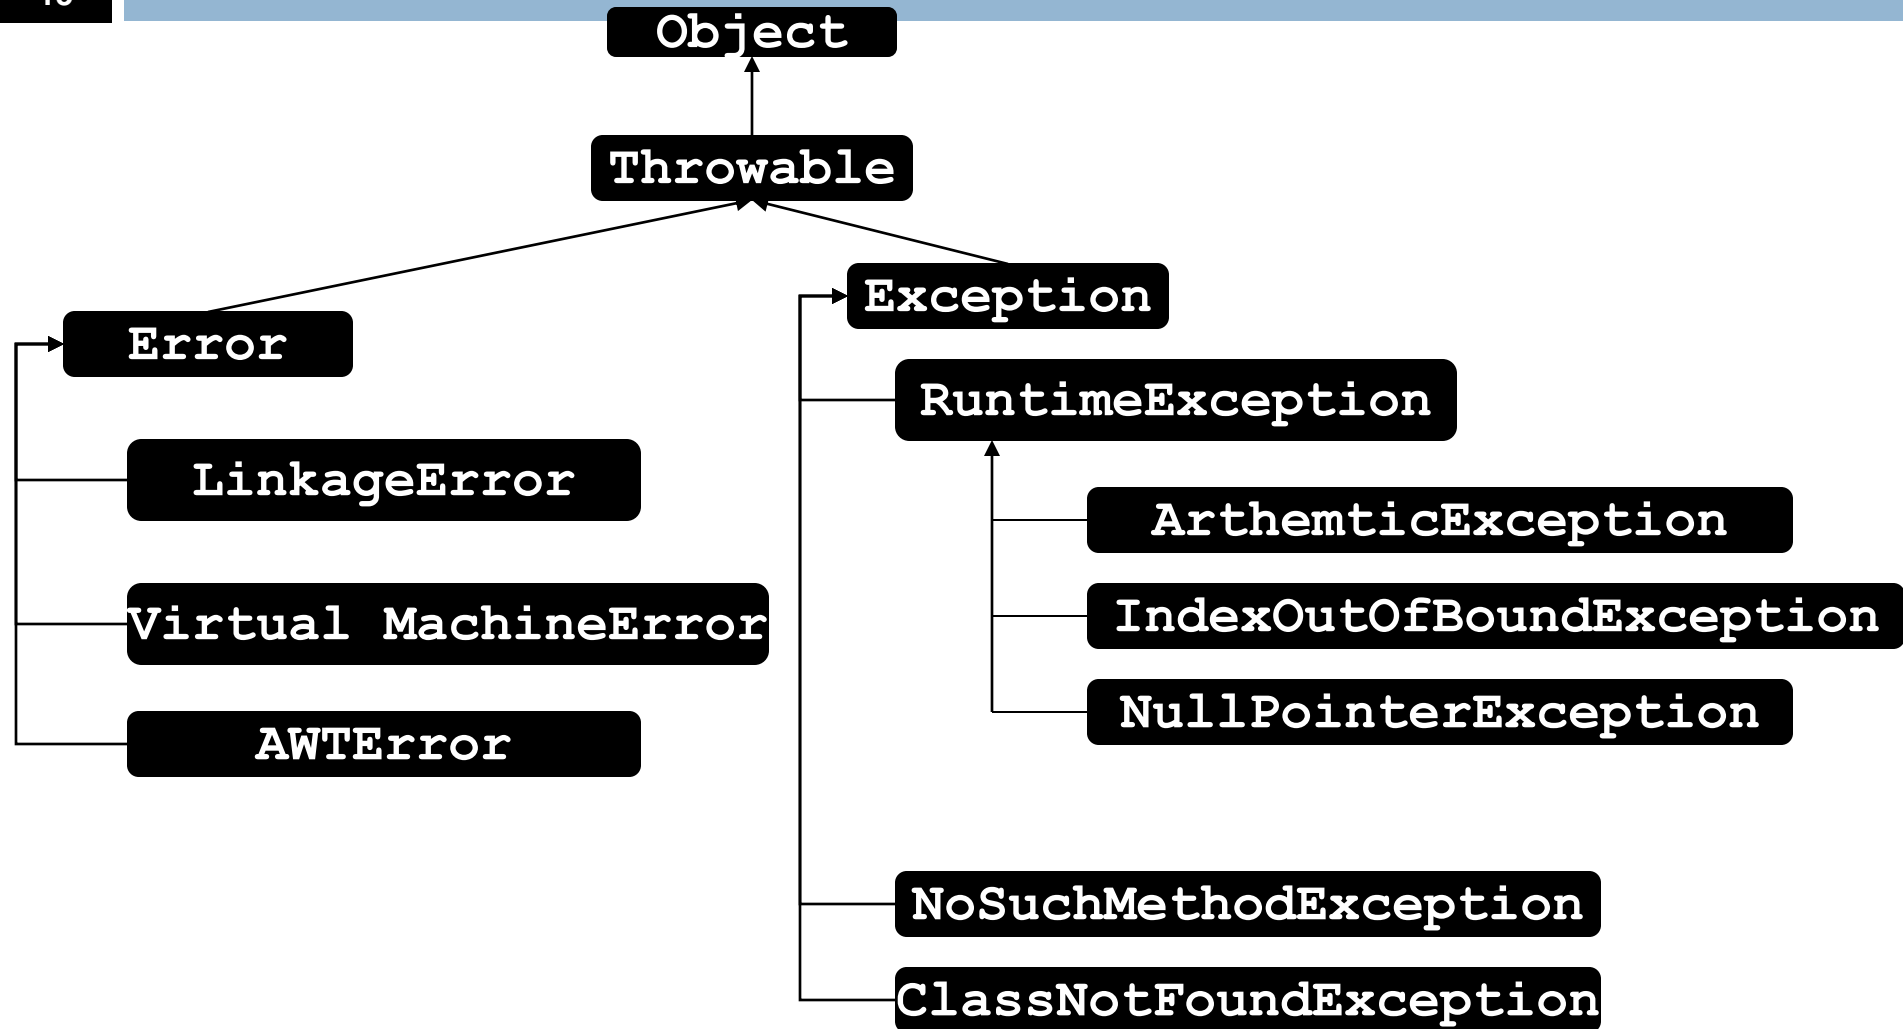 Object
Throwable
Exception
Error
RuntimeException
LinkageError
ArthemticException
Virtual MachineError
IndexOutOfBoundException
NullPointerException
AWTError
NoSuchMethodException
ClassNotFoundException